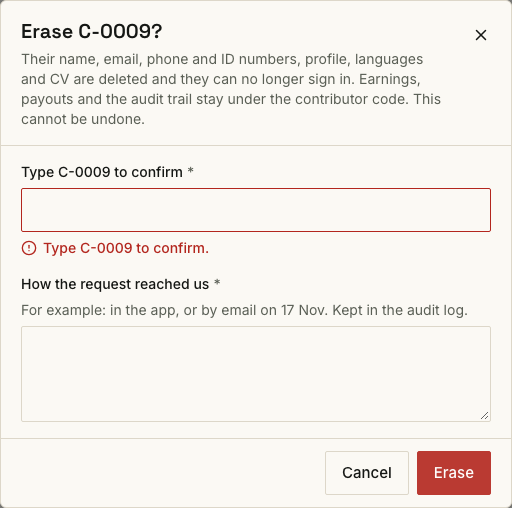 Erase C-0009?
Their name, email, phone and ID numbers, profile, languages
and CV are deleted and they can no longer sign in. Earnings,
payouts and the audit trail stay under the contributor code. This
cannot be undone.
Type C-0009 to confirm *
Type C-0009 to confirm.
How the request reached us *
For example: in the app, or by email on 17 Nov. Kept in the audit log.
Cancel
Erase